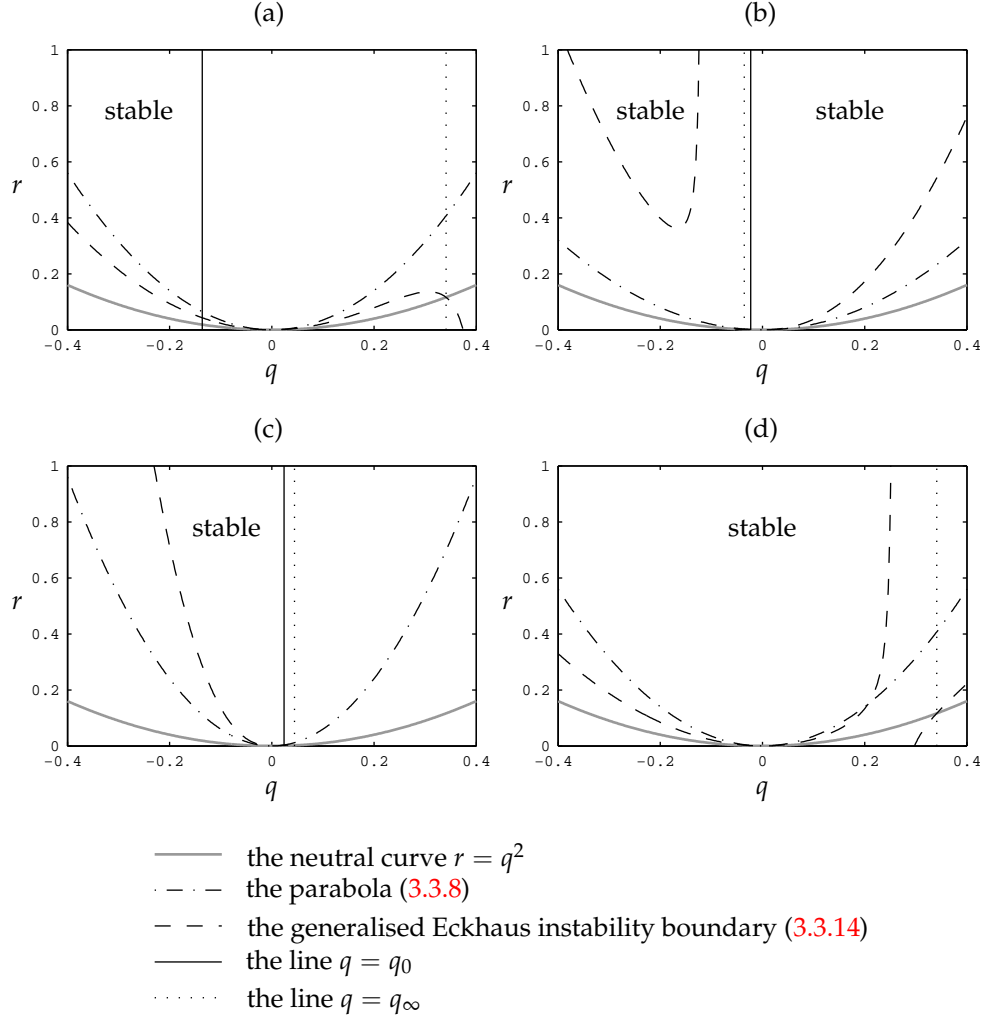 (a)
(b)
1
0.8
0.6
0.4
0.2
0
r
stable
-0.4
-0.2
0
0.2
0.4
q
1
0.8
0.6
0.4
0.2
0
r
stable
stable
-0.4
-0.2
0
0.2
0.4
q
(c)
(d)
1
0.8
0.6
0.4
0.2
0
r
stable
-0.4
-0.2
0
0.2
0.4
q
1
0.8
0.6
0.4
0.2
0
r
stable
-0.4
-0.2
0
0.2
0.4
q
the neutral curve r = q²
the parabola (3.3.8)
the generalised Eckhaus instability boundary (3.3.14)
the line q = q₀
the line q = q∞